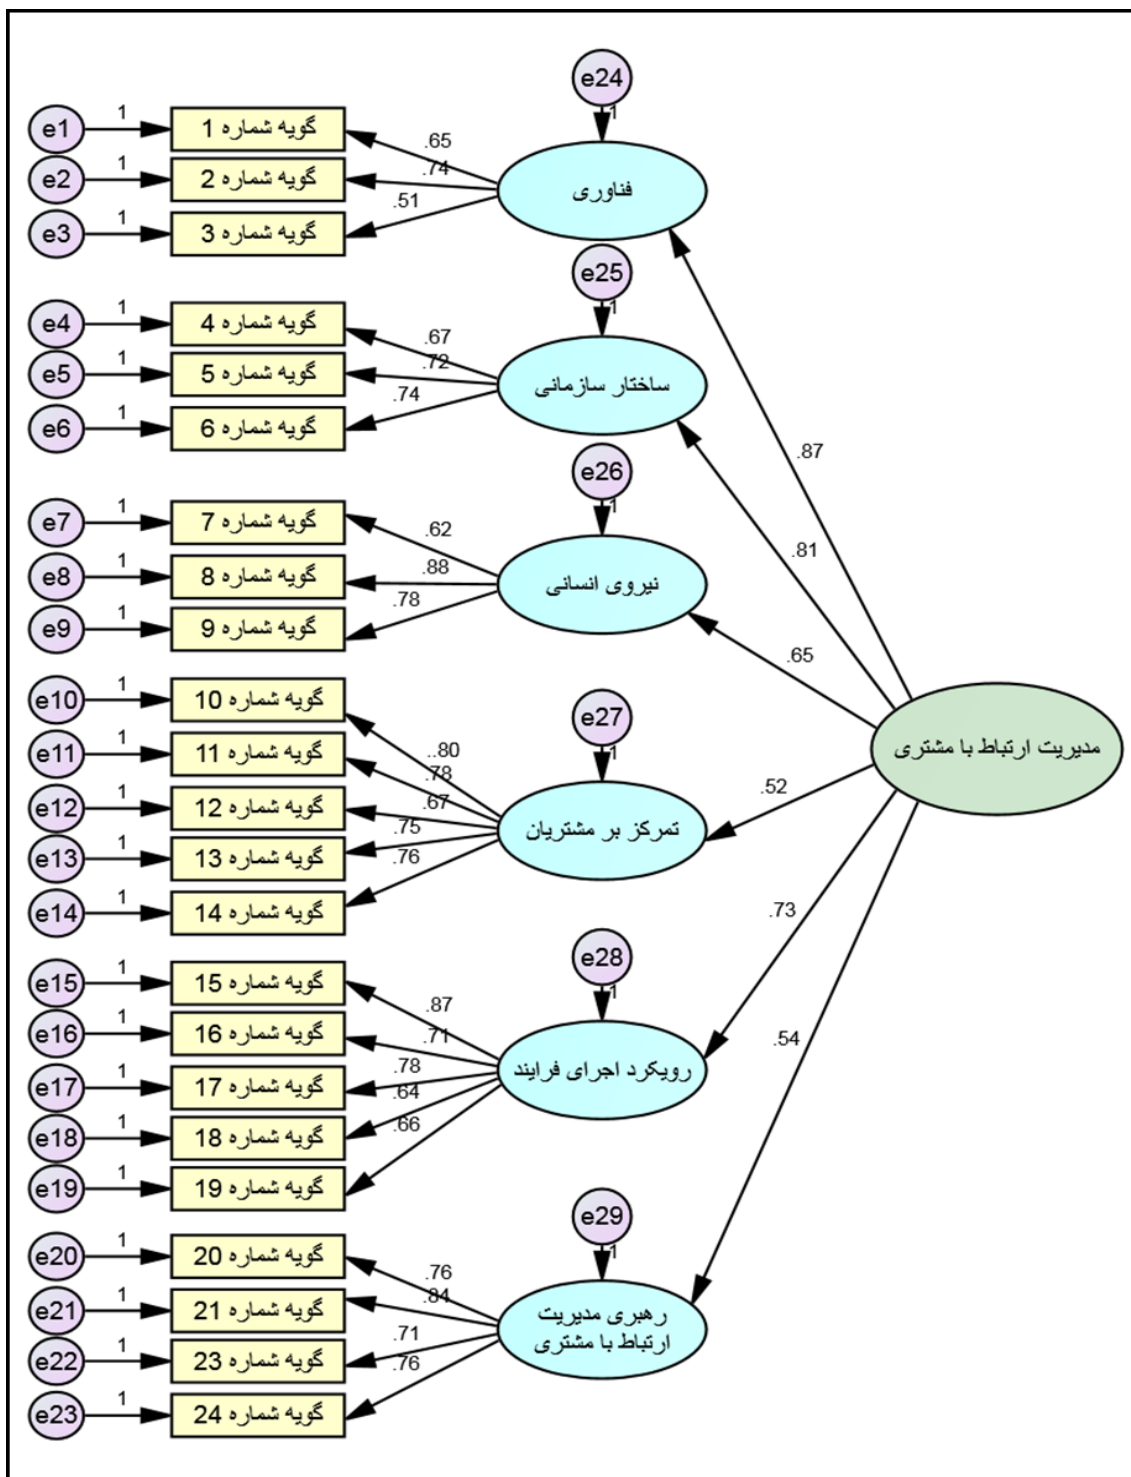 e24
e1
1
گویه شماره 1
.65
1
e2
1
گویه شماره 2
.74
فناوری
e3
1
گویه شماره 3
.51
e25
e4
1
گویه شماره 4
.67
1
e5
1
گویه شماره 5
.72
ساختار سازمانی
e6
1
گویه شماره 6
.74
.87
e26
e7
1
گویه شماره 7
.62
1
.81
e8
1
گویه شماره 8
.88
نیروی انسانی
e9
1
گویه شماره 9
.78
.65
e10
1
گویه شماره 10
e27
e11
1
گویه شماره 11
..80
1
مدیریت ارتباط با مشتری
.78
e12
1
گویه شماره 12
.67
.52
e13
1
گویه شماره 13
.75
تمرکز بر مشتریان
e14
1
گویه شماره 14
.76
.73
e28
e15
1
گویه شماره 15
.87
1
e16
1
گویه شماره 16
.71
.54
e17
1
گویه شماره 17
.78
رویکرد اجرای فرایند
e18
1
گویه شماره 18
.64
e19
1
گویه شماره 19
.66
e29
e20
1
گویه شماره 20
.76
1
e21
1
گویه شماره 21
.84
رهبری مدیریت
ارتباط با مشتری
e22
1
گویه شماره 23
.71
e23
1
گویه شماره 24
.76